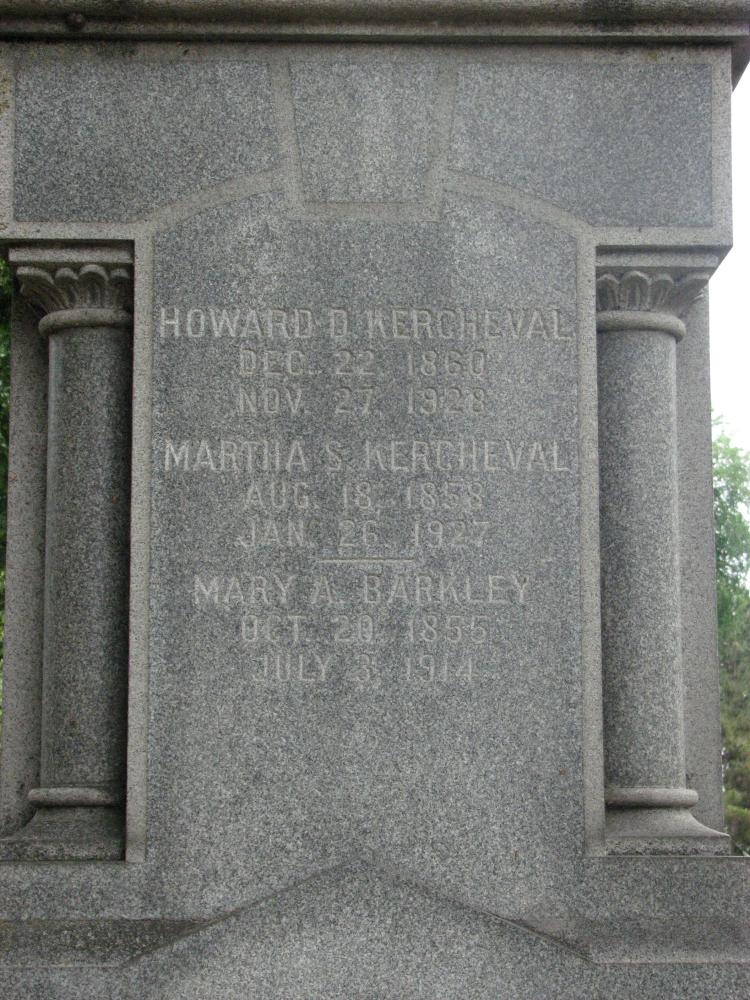 HOWARD D. KERCHEVAL
DEC. 22, 1860
NOV. 27, 1928
MARTHA S. KERCHEVAL
AUG. 18, 1858
JAN. 26, 1927
MARY A. BARKLEY
OCT. 20, 1855
JULY 3, 1914